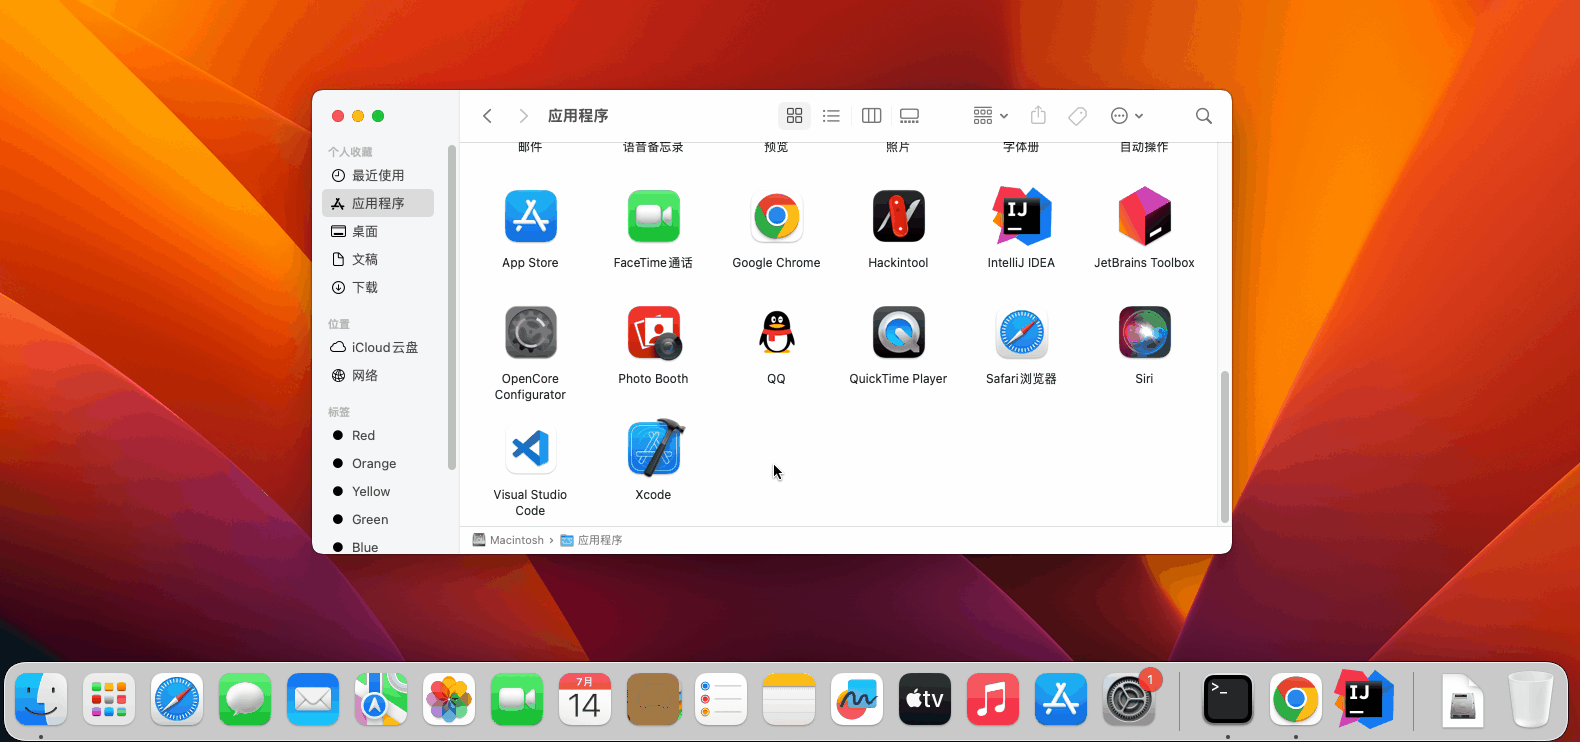 应用程序
个人收藏
最近使用
应用程序
桌面
文稿
下载
位置
iCloud云盘
网络
标签
Red
Orange
Yellow
Green
Blue
邮件
语音备忘录
预览
照片
字体册
自动操作
App Store
FaceTime通话
Google Chrome
Hackintool
IntelliJ IDEA
JetBrains Toolbox
OpenCore
Configurator
Photo Booth
QQ
QuickTime Player
Safari浏览器
Siri
Visual Studio
Code
Xcode
Macintosh › 应用程序
7月
14
tv
1
>_
IJ
IJ